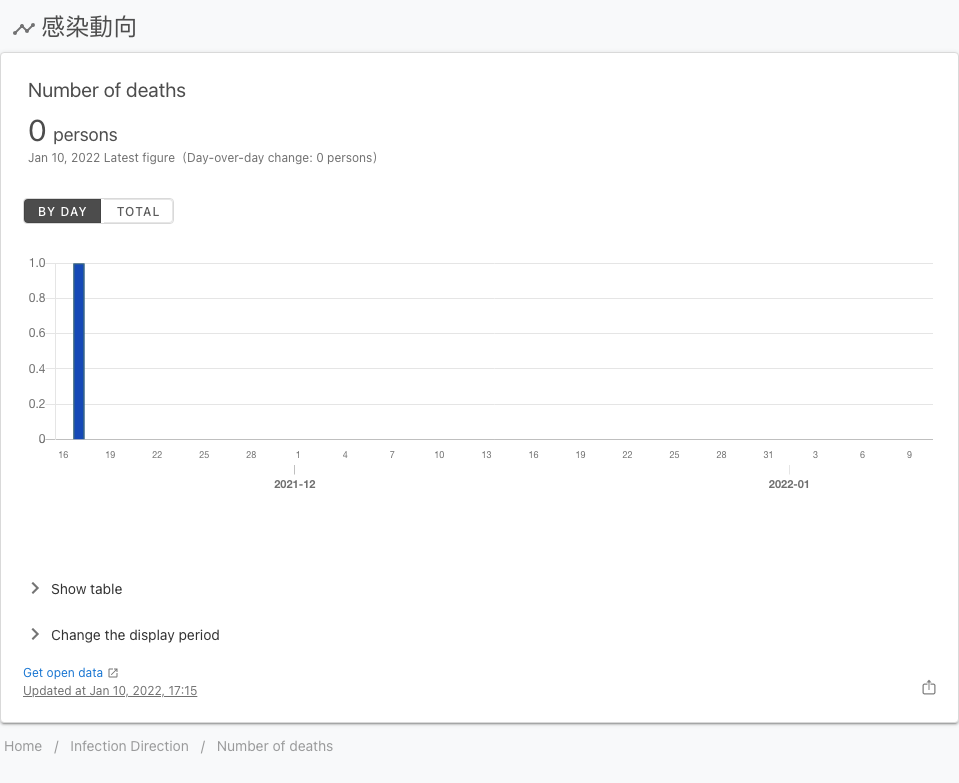 感染動向
Number of deaths
0 persons
Jan 10, 2022 Latest figure (Day-over-day change: 0 persons)
BY DAY TOTAL
1.0
0.8
0.6
0.4
0.2
0
16 19 22 25 28 1 4 7 10 13 16 19 22 25 28 31 3 6 9
2021-12 2022-01
Show table
Change the display period
Get open data
Updated at Jan 10, 2022, 17:15
Home / Infection Direction / Number of deaths